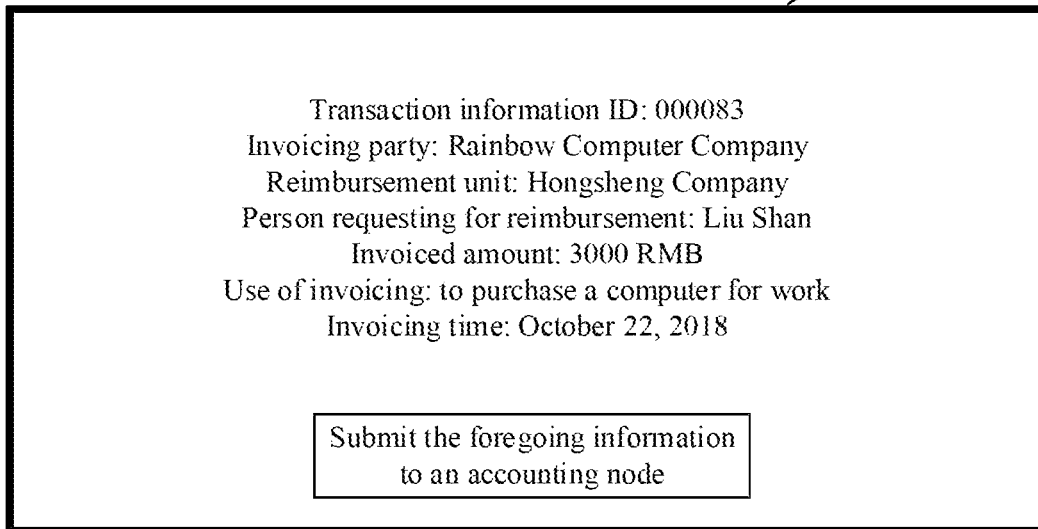 Transaction information ID: 000083
Invoicing party: Rainbow Computer Company
Reimbursement unit: Hongsheng Company
Person requesting for reimbursement: Liu Shan
Invoiced amount: 3000 RMB
Use of invoicing: to purchase a computer for work
Invoicing time: October 22, 2018
Submit the foregoing information
to an accounting node